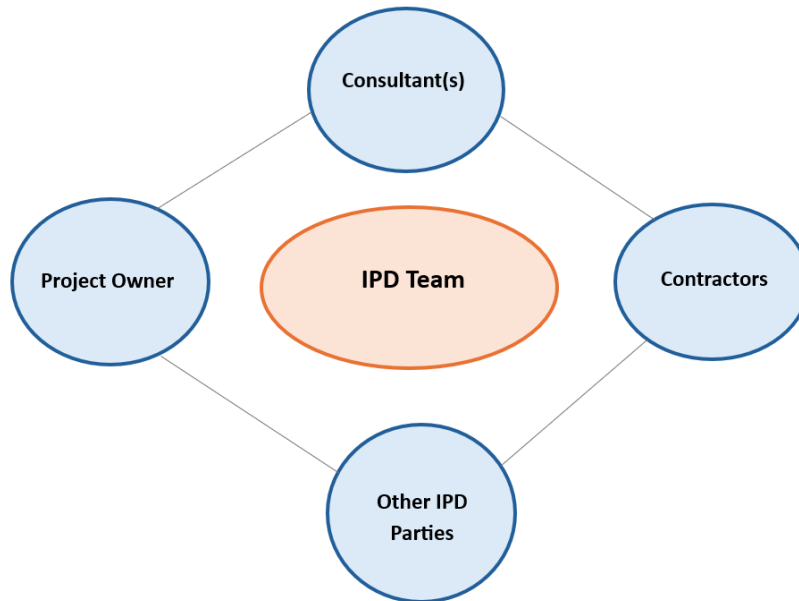 Consultant(s)
Project Owner
IPD Team
Contractors
Other IPD
Parties